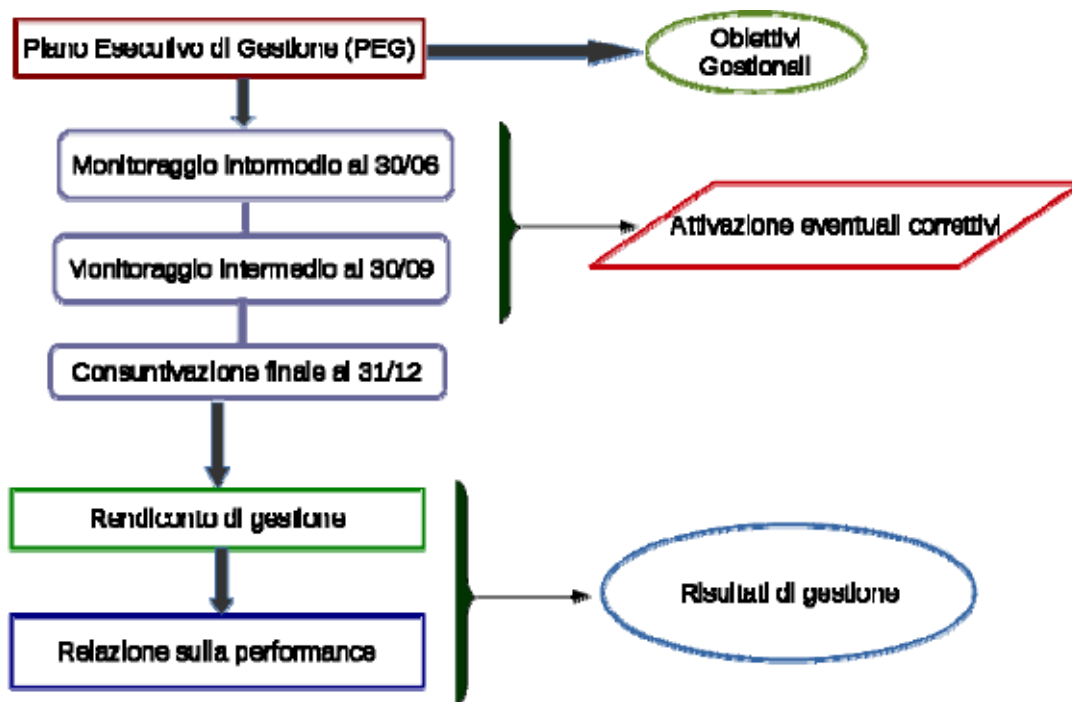 Piano Esecutivo di Gestione (PEG)
Obiettivi
Gestionali
Monitoraggio intermedio al 30/06
Attivazione eventuali correttivi
Monitoraggio intermedio al 30/09
Consuntivazione finale al 31/12
Rendiconto di gestione
Risultati di gestione
Relazione sulla performance